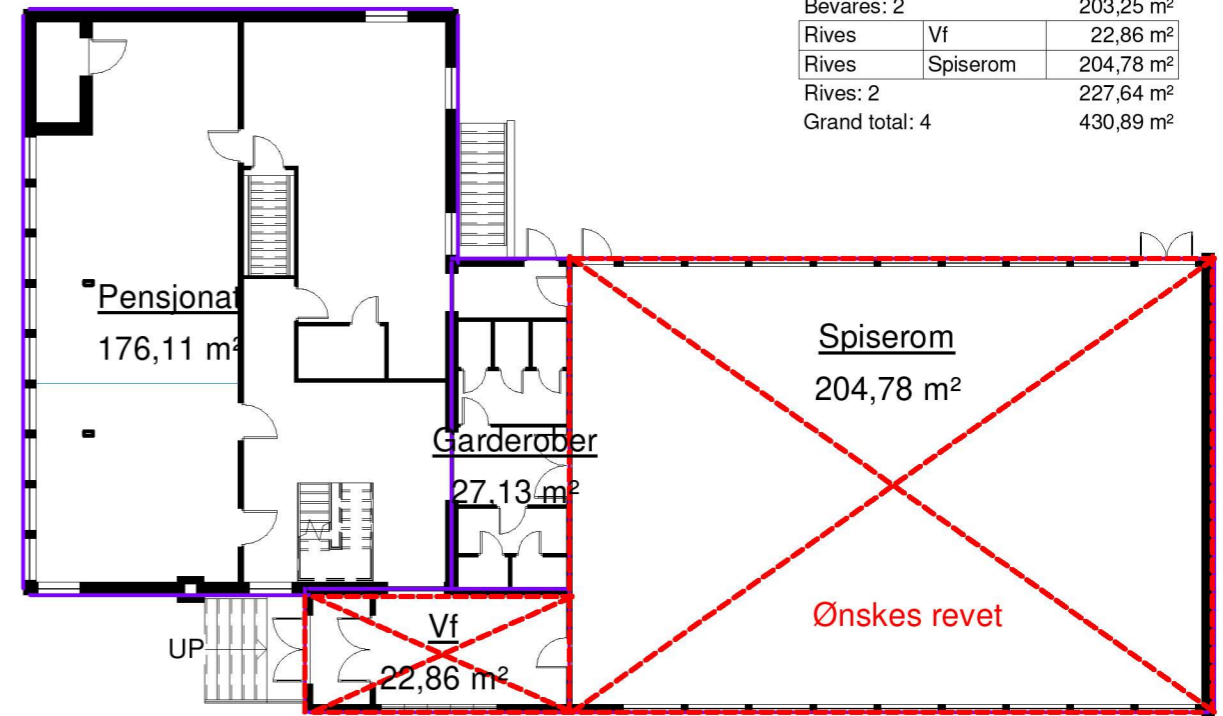 Bevares: 2 203,25 m²
Rives Vf 22,86 m²
Rives Spiserom 204,78 m²
Rives: 2 227,64 m²
Grand total: 4 430,89 m²
Pensjonat
176,11 m²
Spiserom
204,78 m²
Garderober
27,13 m²
Ønskes revet
Vf
22,86 m²
UP